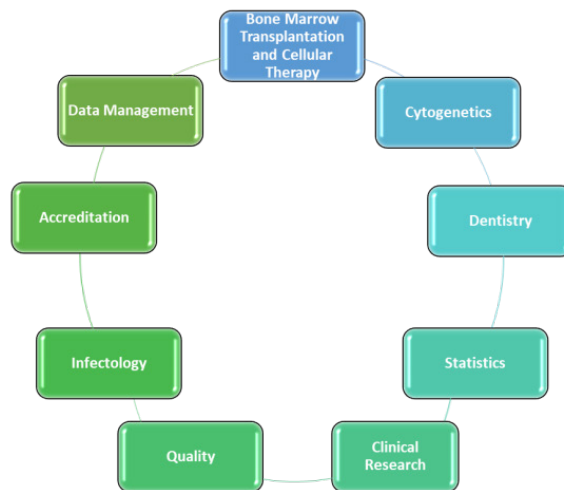 Bone Marrow
Transplantation
and Cellular
Therapy
Cytogenetics
Dentistry
Statistics
Clinical
Research
Quality
Infectology
Accreditation
Data Management